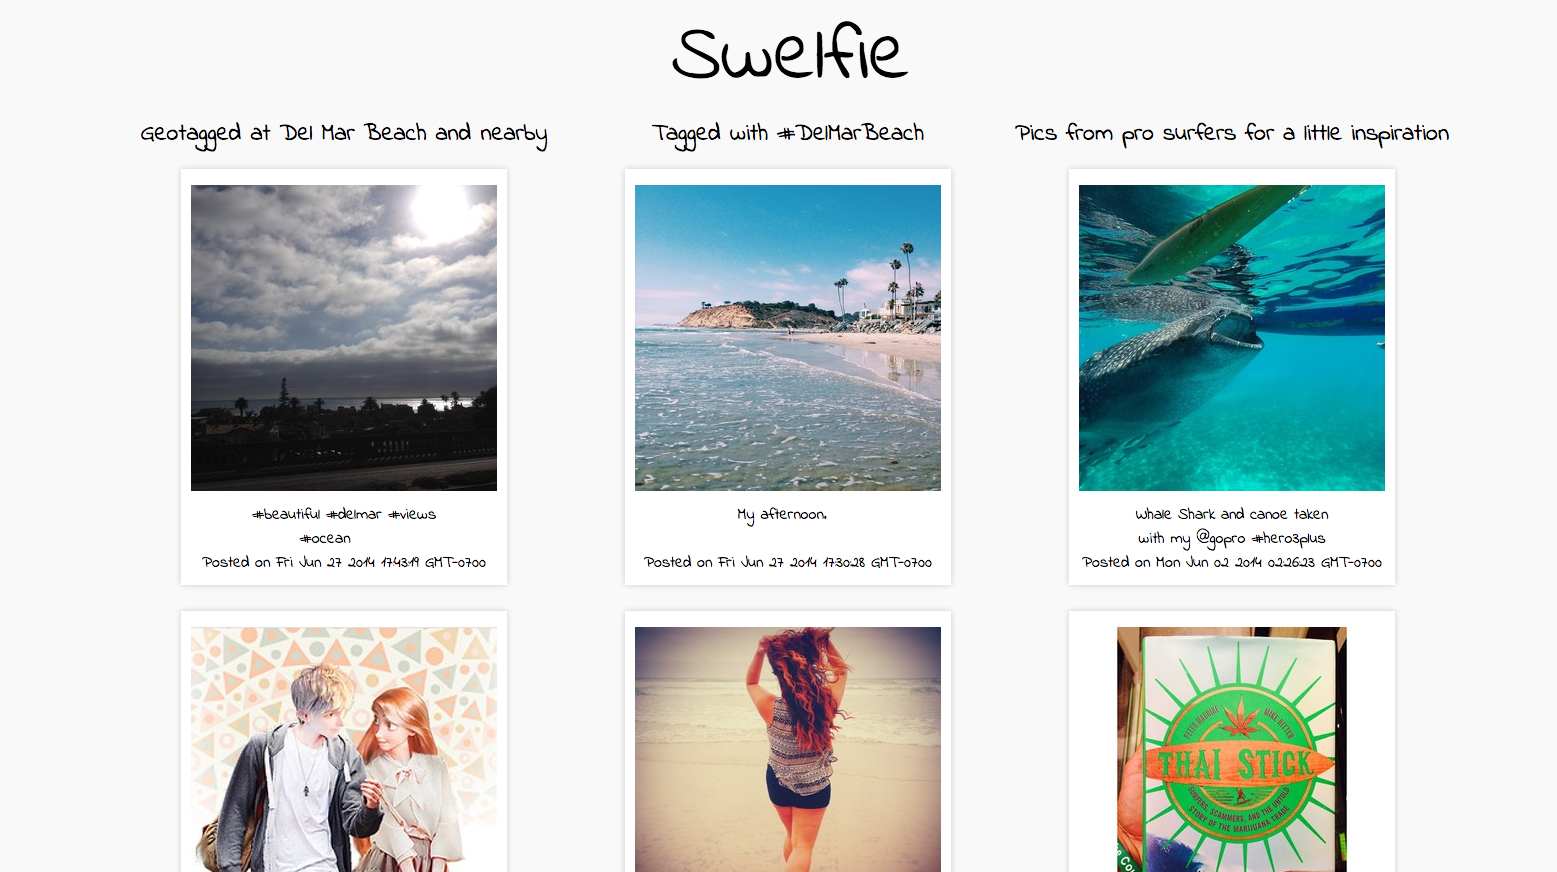 Swelfie
Geotagged at Del Mar Beach and nearby
Tagged with #DelMarBeach
Pics from pro surfers for a little inspiration
#beautiful #delmar #views
#ocean
Posted on Fri Jun 27 2014 17:43:19 GMT-0700
My afternoon.
Posted on Fri Jun 27 2014 17:30:28 GMT-0700
Whale Shark and canoe taken
with my @gopro #hero3plus
Posted on Mon Jun 02 2014 02:26:23 GMT-0700
PETER MAGUIRE
MIKE RITTER
THAI STICK
SURFERS, SCAMMERS, AND THE UNTOLD
STORY OF THE MARIJUANA TRADE